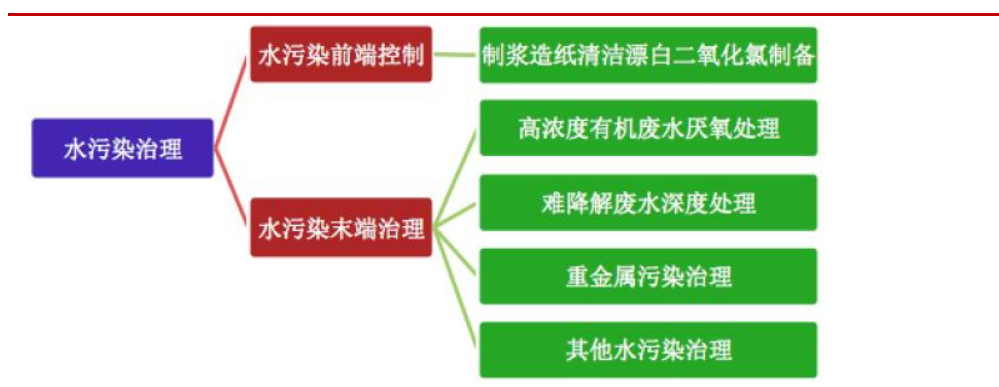 水污染治理
水污染前端控制
制浆造纸清洁漂白二氧化氯制备
水污染末端治理
高浓度有机废水厌氧处理
难降解废水深度处理
重金属污染治理
其他水污染治理